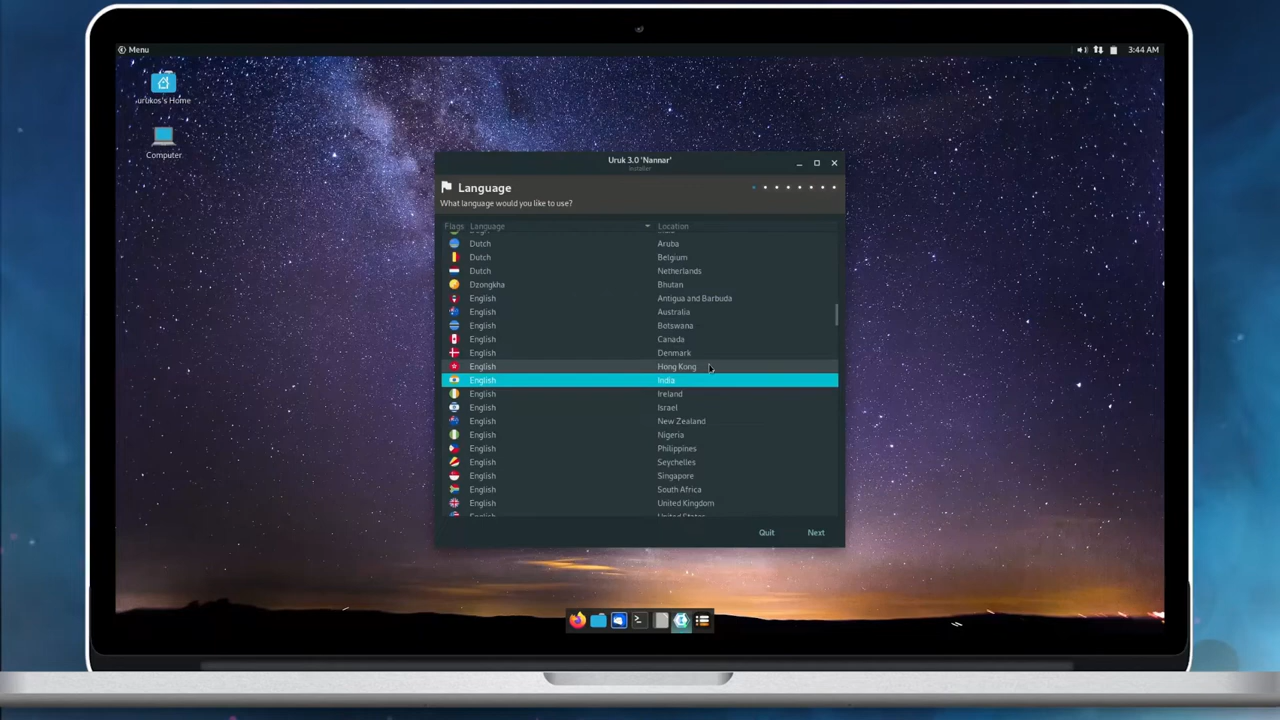 Menu
3:44 AM
urukos's Home
Computer
Uruk 3.0 'Nannar'
Installer
Language
What language would you like to use?
Flags Language Location
Dutch Aruba
Dutch Belgium
Dutch Netherlands
Dzongkha Bhutan
English Antigua and Barbuda
English Australia
English Botswana
English Canada
English Denmark
English Hong Kong
English India
English Ireland
English Israel
English New Zealand
English Nigeria
English Philippines
English Seychelles
English Singapore
English South Africa
English United Kingdom
English United States
Quit Next